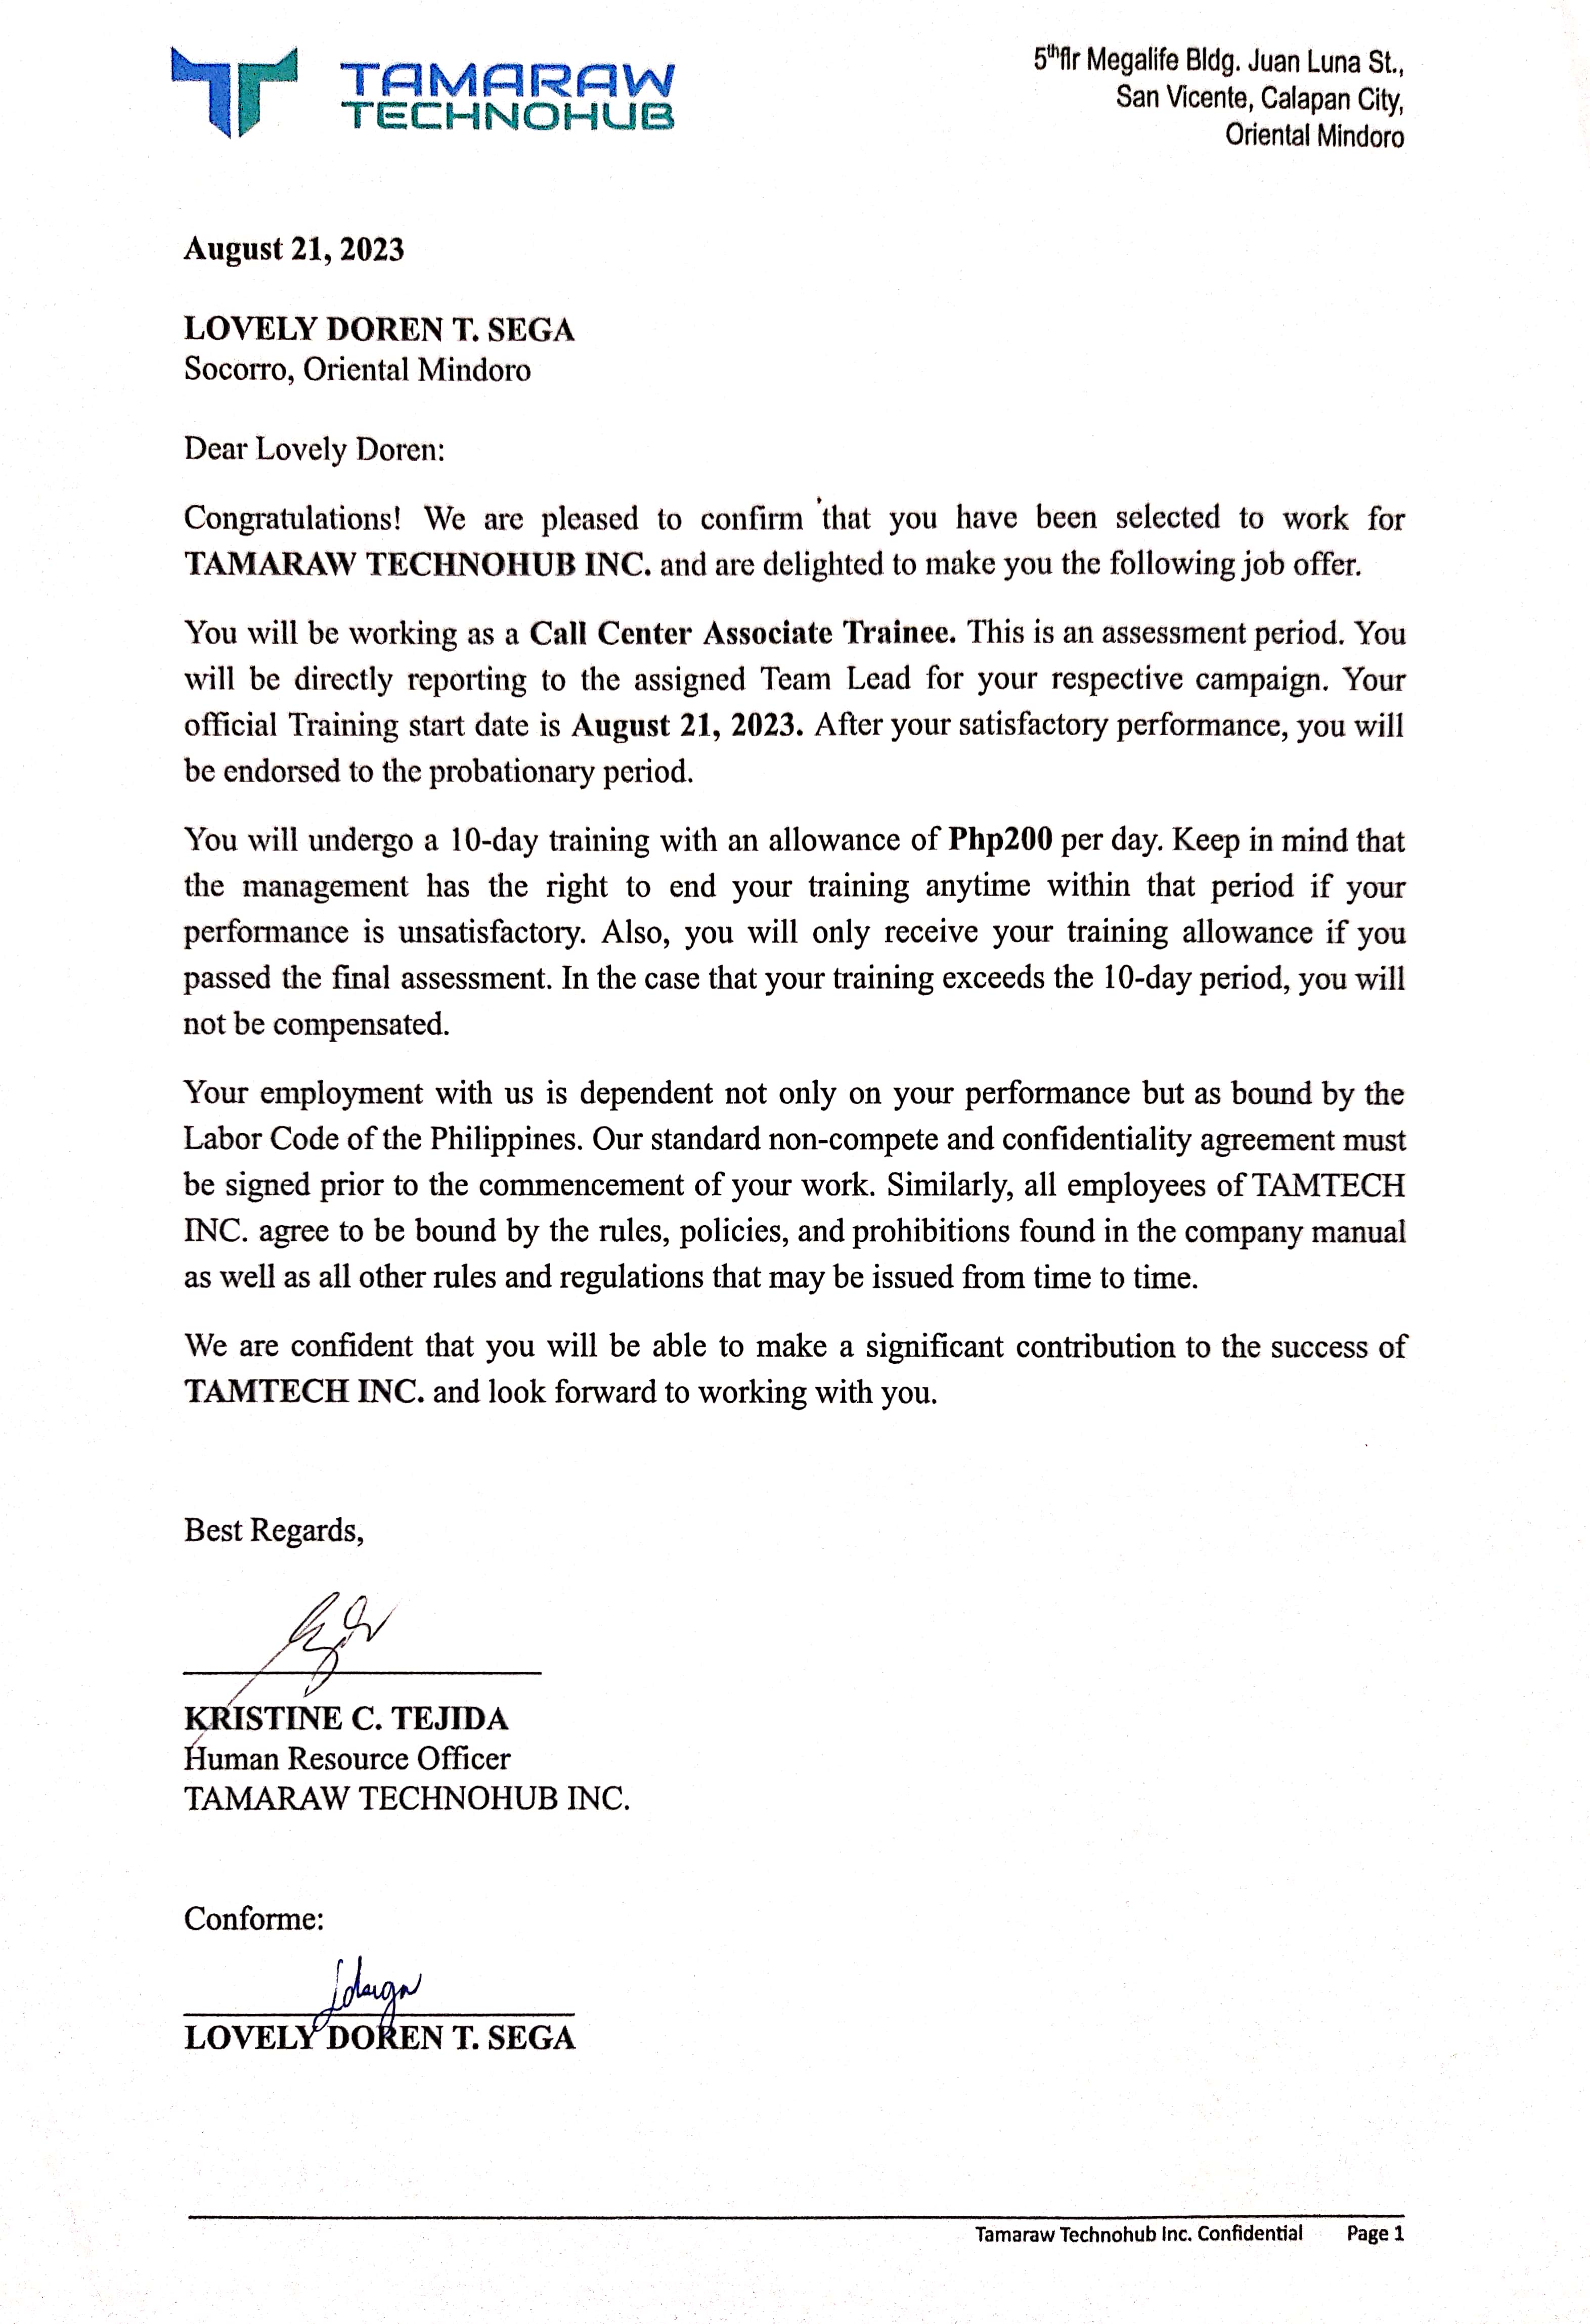 TAMARAW
TECHNOHUB
5thflr Megalife Bldg. Juan Luna St.,
San Vicente, Calapan City,
Oriental Mindoro
August 21, 2023
LOVELY DOREN T. SEGA
Socorro, Oriental Mindoro
Dear Lovely Doren:
Congratulations! We are pleased to confirm that you have been selected to work for
TAMARAW TECHNOHUB INC. and are delighted to make you the following job offer.
You will be working as a Call Center Associate Trainee. This is an assessment period. You
will be directly reporting to the assigned Team Lead for your respective campaign. Your
official Training start date is August 21, 2023. After your satisfactory performance, you will
be endorsed to the probationary period.
You will undergo a 10-day training with an allowance of Php200 per day. Keep in mind that
the management has the right to end your training anytime within that period if your
performance is unsatisfactory. Also, you will only receive your training allowance if you
passed the final assessment. In the case that your training exceeds the 10-day period, you will
not be compensated.
Your employment with us is dependent not only on your performance but as bound by the
Labor Code of the Philippines. Our standard non-compete and confidentiality agreement must
be signed prior to the commencement of your work. Similarly, all employees of TAMTECH
INC. agree to be bound by the rules, policies, and prohibitions found in the company manual
as well as all other rules and regulations that may be issued from time to time.
We are confident that you will be able to make a significant contribution to the success of
TAMTECH INC. and look forward to working with you.
Best Regards,
KRISTINE C. TEJIDA
Human Resource Officer
TAMARAW TECHNOHUB INC.
Conforme:
LOVELY DOREN T. SEGA
Tamaraw Technohub Inc. Confidential Page 1